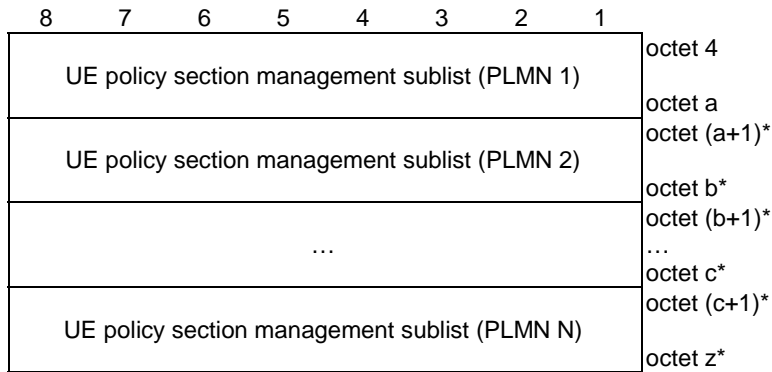 8 7 6 5 4 3 2 1
octet 4
UE policy section management sublist (PLMN 1)
octet a
octet (a+1)*
UE policy section management sublist (PLMN 2)
octet b*
octet (b+1)*
… …
octet c*
octet (c+1)*
UE policy section management sublist (PLMN N)
octet z*